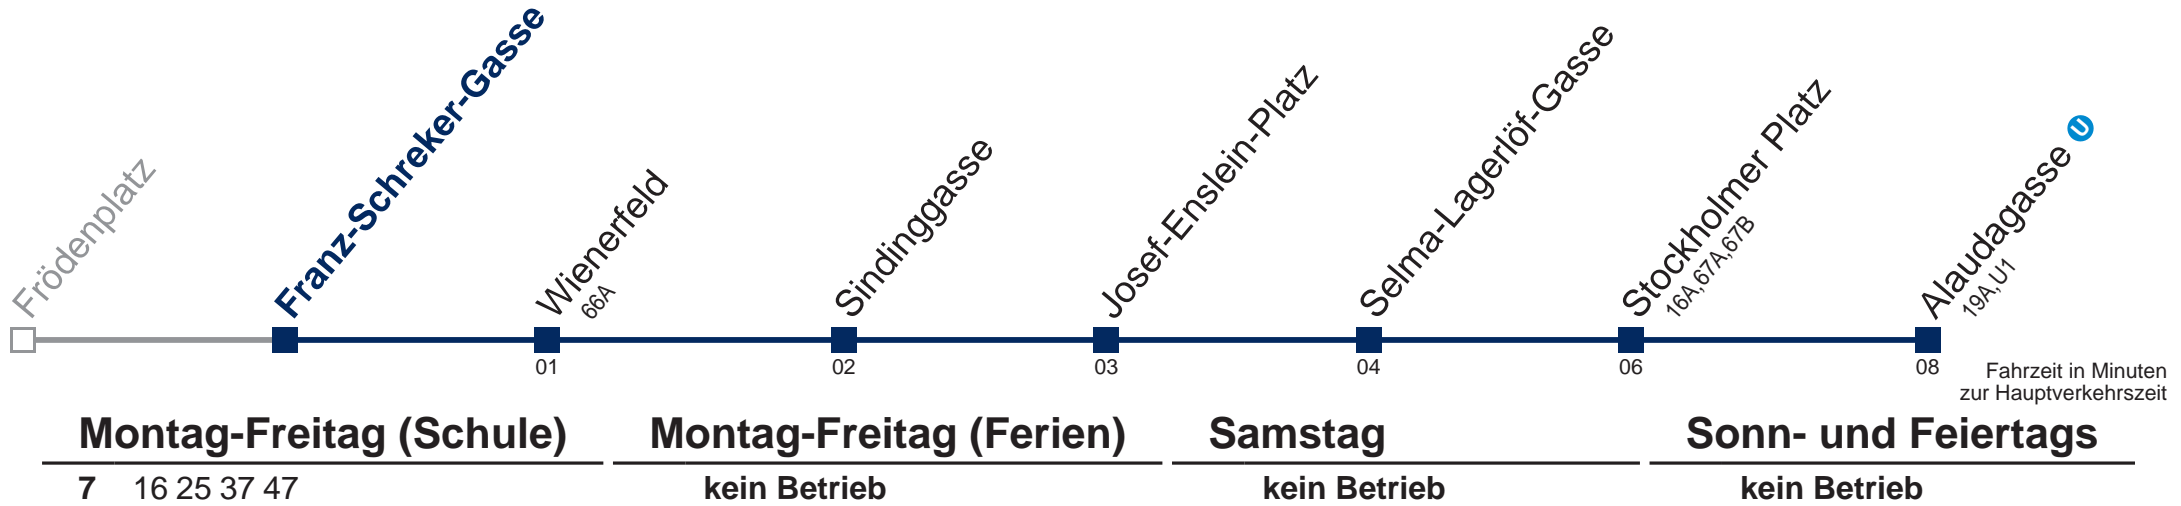 Frödenplatz
Franz-Schreker-Gasse
Wienerfeld
66A
Sindinggasse
Josef-Enslein-Platz
Selma-Lagerlöf-Gasse
Stockholmer Platz
16A,67A,67B
Alaudagasse U
19A,U1
01 02 03 04 06 08
Fahrzeit in Minuten
zur Hauptverkehrszeit
Montag-Freitag (Schule) Montag-Freitag (Ferien) Samstag Sonn- und Feiertags
7 16 25 37 47 kein Betrieb kein Betrieb kein Betrieb